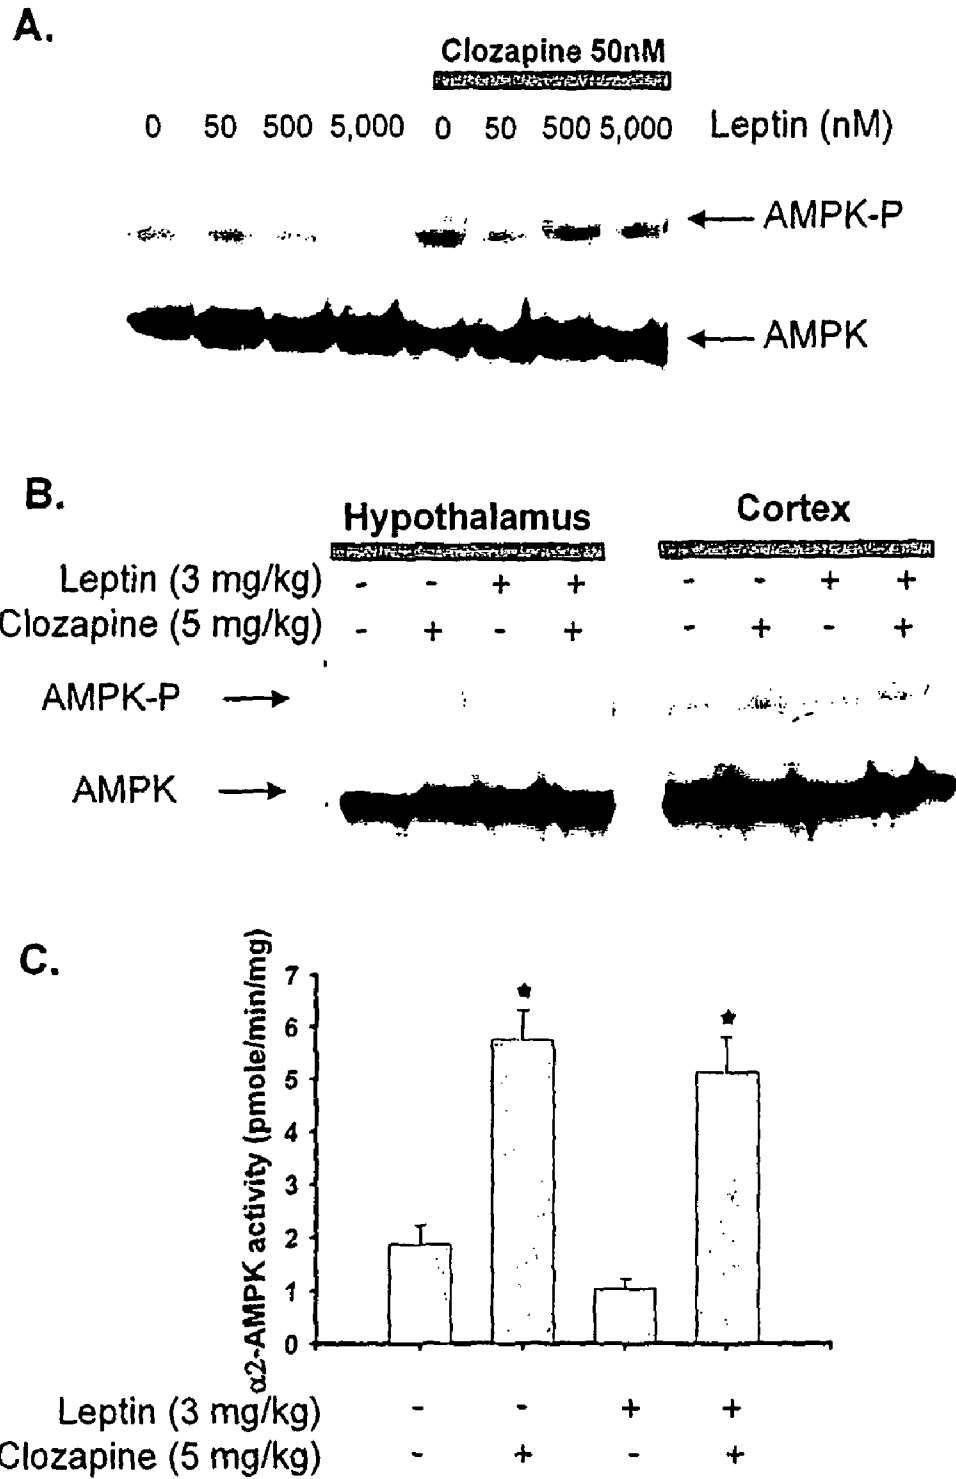 A.
Clozapine 50nM
0 50 500 5,000 0 50 500 5,000 Leptin (nM)
AMPK-P
AMPK
B.
Hypothalamus Cortex
Leptin (3 mg/kg) - - + + - - + +
Clozapine (5 mg/kg) - + - + - + - +
AMPK-P
AMPK
C.
α2-AMPK activity (pmole/min/mg)
7
6
5
4
3
2
1
0
Leptin (3 mg/kg) - - + +
Clozapine (5 mg/kg) - + - +